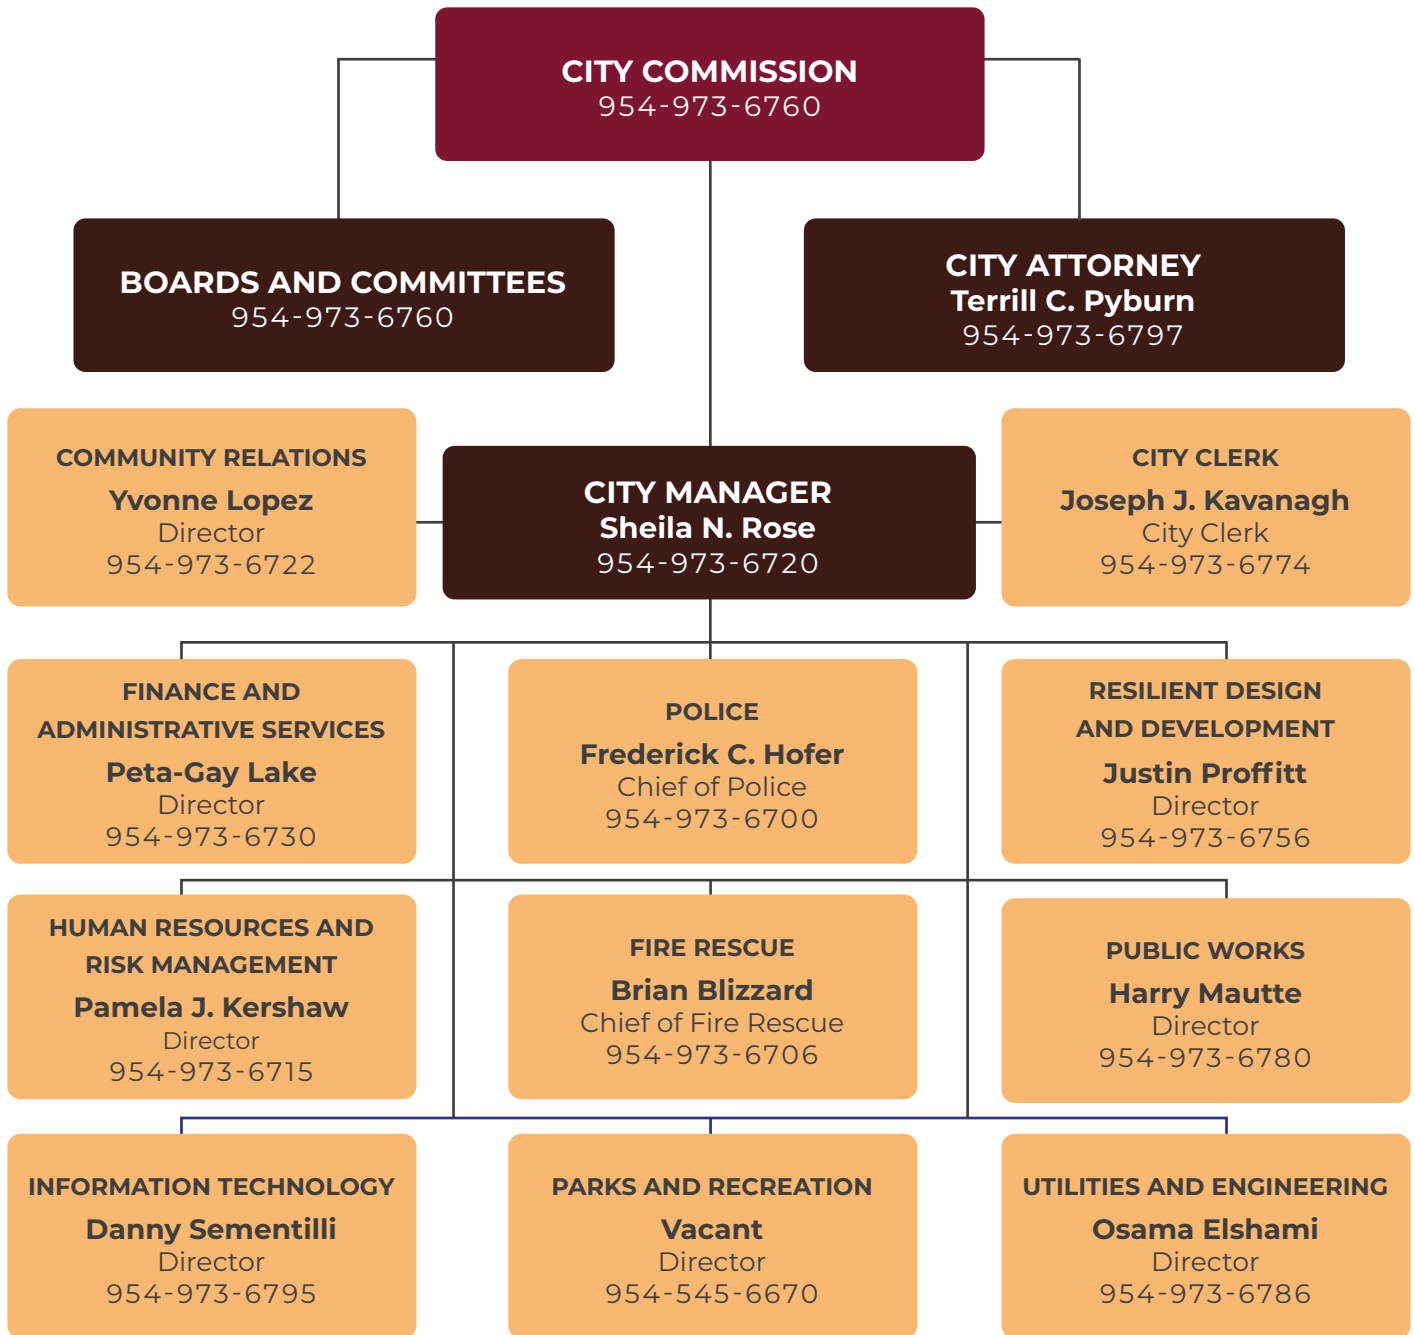 CITY COMMISSION
954-973-6760
BOARDS AND COMMITTEES
954-973-6760
CITY ATTORNEY
Terrill C. Pyburn
954-973-6797
COMMUNITY RELATIONS
Yvonne Lopez
Director
954-973-6722
CITY MANAGER
Sheila N. Rose
954-973-6720
CITY CLERK
Joseph J. Kavanagh
City Clerk
954-973-6774
FINANCE AND
ADMINISTRATIVE SERVICES
Peta-Gay Lake
Director
954-973-6730
POLICE
Frederick C. Hofer
Chief of Police
954-973-6700
RESILIENT DESIGN
AND DEVELOPMENT
Justin Proffitt
Director
954-973-6756
HUMAN RESOURCES AND
RISK MANAGEMENT
Pamela J. Kershaw
Director
954-973-6715
FIRE RESCUE
Brian Blizzard
Chief of Fire Rescue
954-973-6706
PUBLIC WORKS
Harry Mautte
Director
954-973-6780
INFORMATION TECHNOLOGY
Danny Sementilli
Director
954-973-6795
PARKS AND RECREATION
Vacant
Director
954-545-6670
UTILITIES AND ENGINEERING
Osama Elshami
Director
954-973-6786